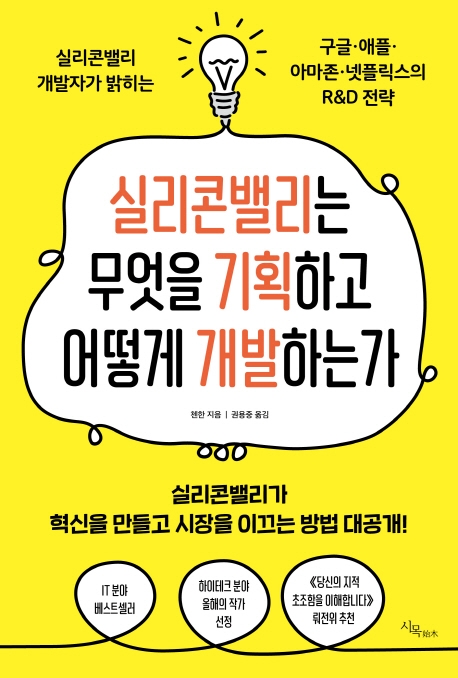 실리콘밸리
개발자가 밝히는
구글·애플·
아마존·넷플릭스의
R&D 전략
실리콘밸리는
무엇을 기획하고
어떻게 개발하는가
첸한 지음 | 권용중 옮김
실리콘밸리가
혁신을 만들고 시장을 이끄는 방법 대공개!
IT 분야
베스트셀러
하이테크 분야
올해의 작가
선정
《당신의 지적
초조함을 이해합니다》
뤄전위 추천
시목始木